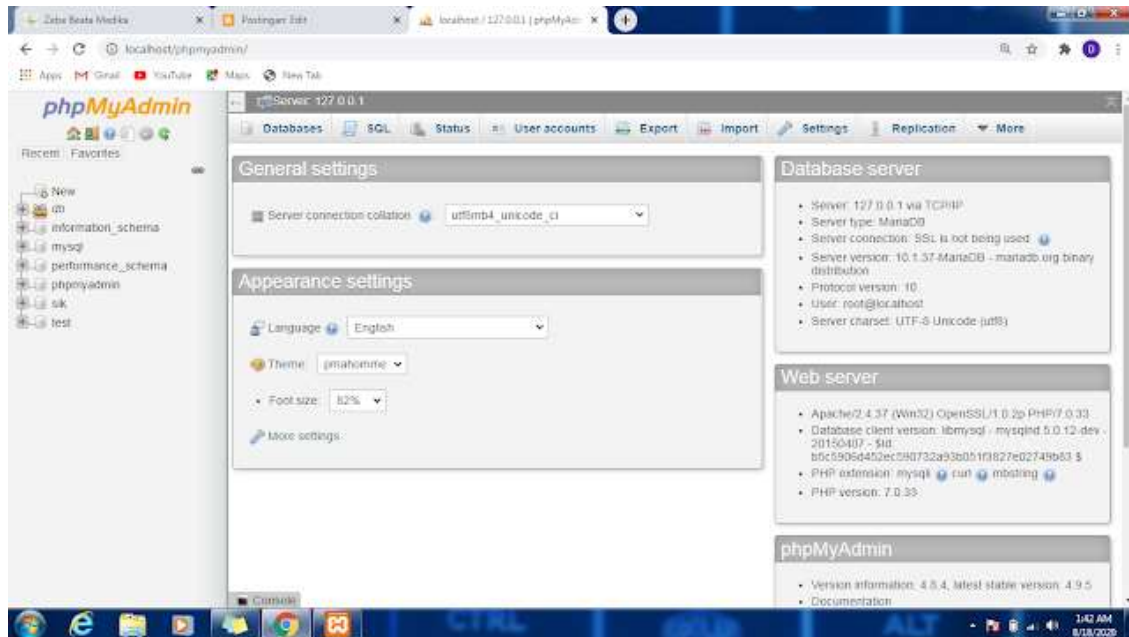 Zeba Beata Medika
Postingan Edit
localhost / 127.0.0.1 | phpMyAdm
localhost/phpmyadmin/
Apps
Gmail
YouTube
Maps
New Tab
phpMyAdmin
Recent Favorites
New
db
information_schema
mysql
performance_schema
phpmyadmin
sik
test
Server: 127.0.0.1
Databases SQL Status User accounts Export Import Settings Replication More
General settings
Server connection collation utf8mb4_unicode_ci
Appearance settings
Language English
Theme: pmahomme
Font size: 82%
More settings
Console
Database server
Server: 127.0.0.1 via TCP/IP
Server type: MariaDB
Server connection: SSL is not being used
Server version: 10.1.37-MariaDB - mariadb.org binary
distribution
Protocol version: 10
User: root@localhost
Server charset: UTF-8 Unicode (utf8)
Web server
Apache/2.4.37 (Win32) OpenSSL/1.0.2p PHP/7.0.33
Database client version: libmysql - mysqlnd 5.0.12-dev -
20150407 - $Id:
PHP extension: mysqli curl mbstring
PHP version: 7.0.33
phpMyAdmin
Version information: 4.8.4, latest stable version: 4.9.5
Documentation
CTRL
ALT
1:42 AM
8/18/2020